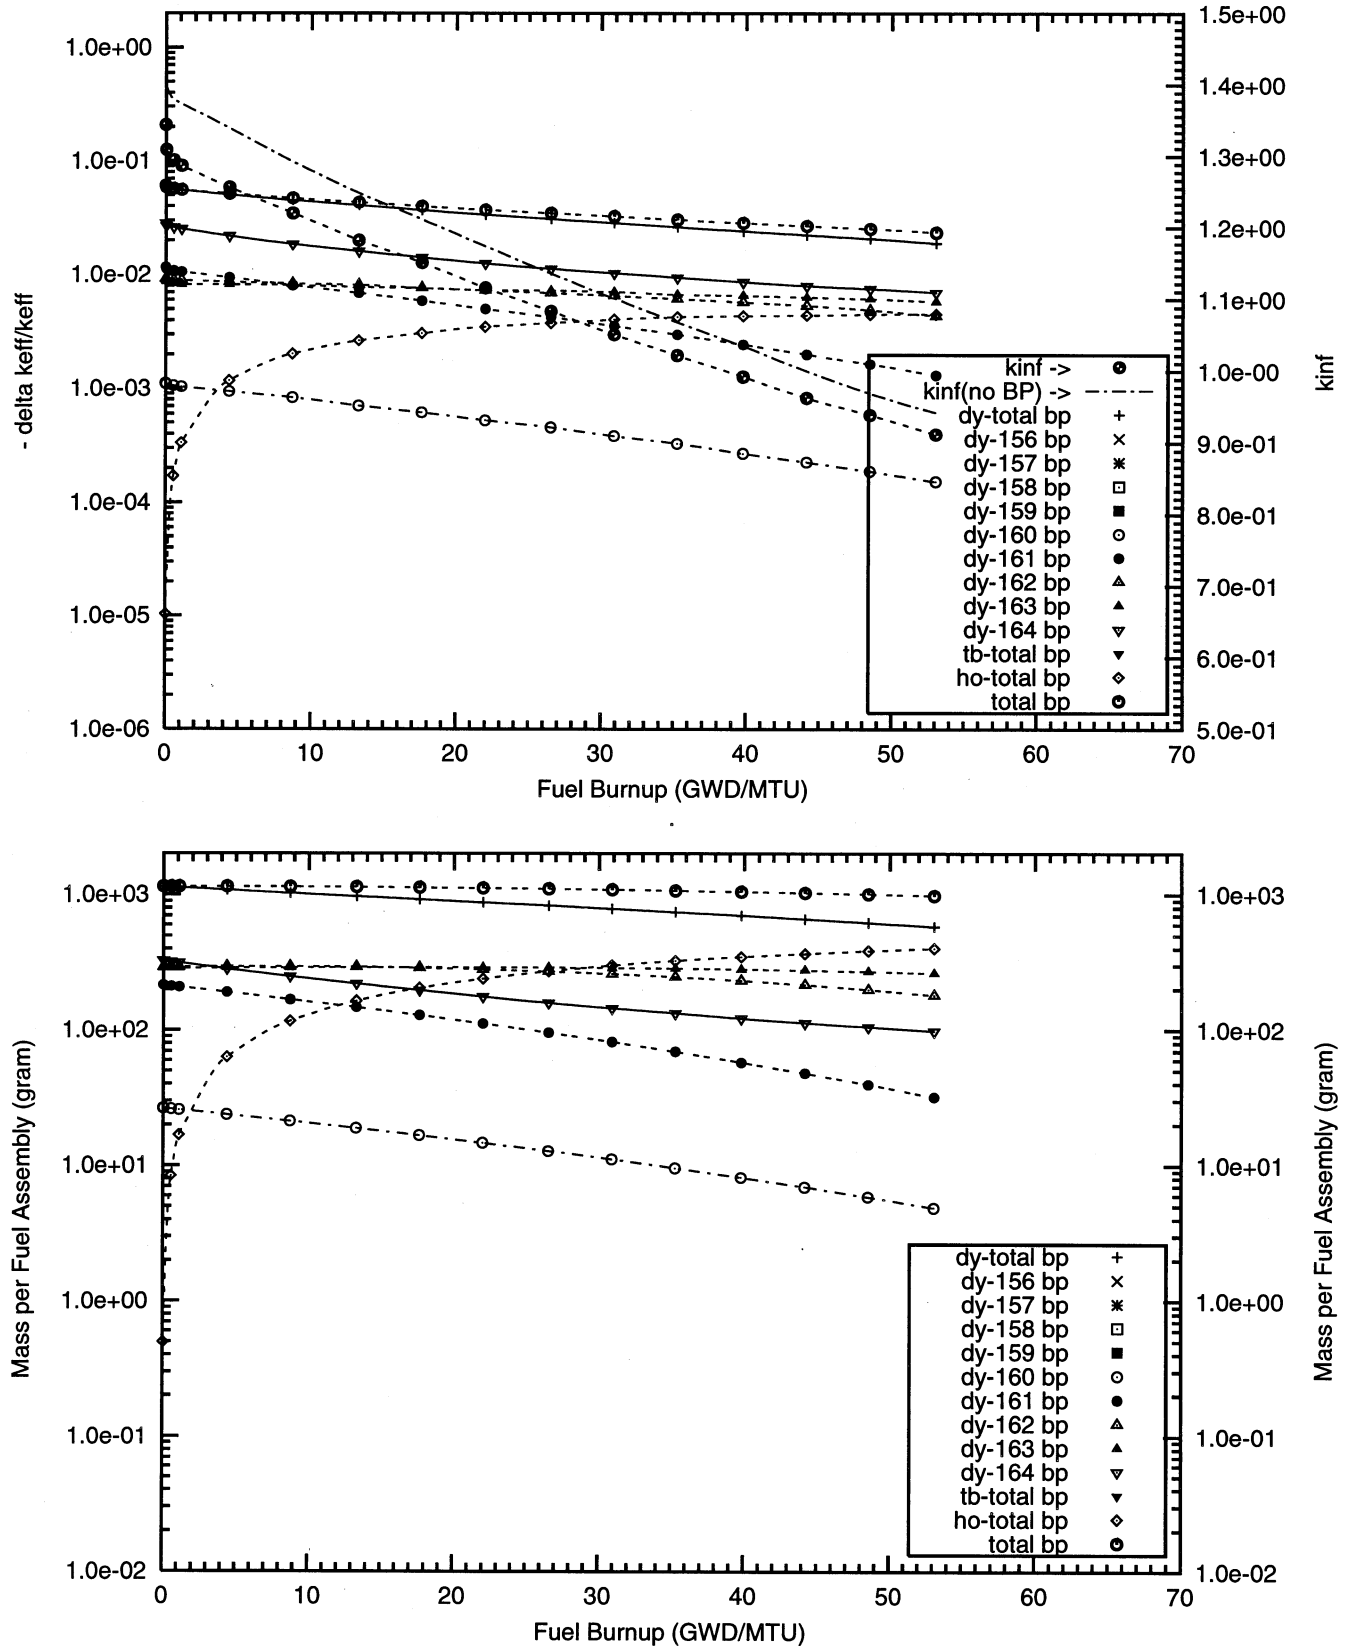 1.5e+00
1.0e+00
1.4e+00
1.0e-01
1.3e+00
1.2e+00
1.0e-02
1.1e+00
- delta keff/keff
kinf
1.0e-03
kinf ->
1.0e-00
kinf(no BP) ->
dy-total bp
dy-156 bp
9.0e-01
dy-157 bp
dy-158 bp
1.0e-04
dy-159 bp
8.0e-01
dy-160 bp
dy-161 bp
dy-162 bp
7.0e-01
dy-163 bp
1.0e-05
dy-164 bp
tb-total bp
6.0e-01
ho-total bp
total bp
1.0e-06
5.0e-01
0 10 20 30 40 50 60 70
Fuel Burnup (GWD/MTU)
1.0e+03 1.0e+03
1.0e+02 1.0e+02
1.0e+01 1.0e+01
Mass per Fuel Assembly (gram)
Mass per Fuel Assembly (gram)
dy-total bp
dy-156 bp
1.0e+00 dy-157 bp 1.0e+00
dy-158 bp
dy-159 bp
dy-160 bp
dy-161 bp
dy-162 bp
1.0e-01 dy-163 bp 1.0e-01
dy-164 bp
tb-total bp
ho-total bp
total bp
1.0e-02 1.0e-02
0 10 20 30 40 50 60 70
Fuel Burnup (GWD/MTU)